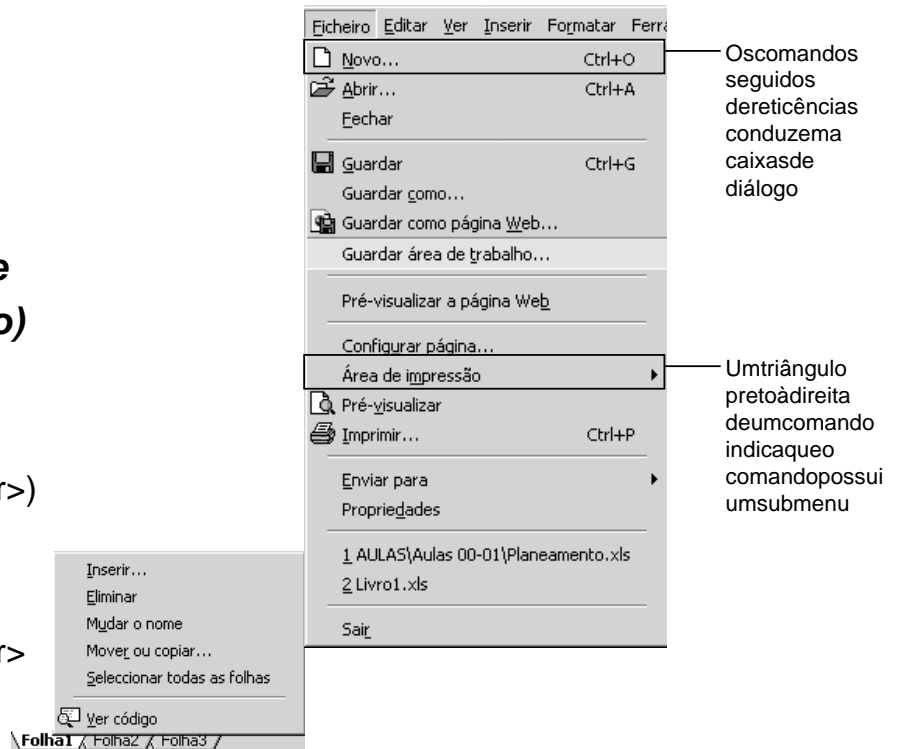 Ficheiro Editar Ver Inserir Formatar Ferra
Novo... Ctrl+O
Abrir... Ctrl+A
Fechar
Guardar Ctrl+G
Guardar como...
Guardar como página Web...
Guardar área de trabalho...
Pré-visualizar a página Web
Configurar página...
Área de impressão
Pré-visualizar
Imprimir... Ctrl+P
Enviar para
Propriedades
1 AULAS\Aulas 00-01\Planeamento.xls
2 Livro1.xls
Sair
Oscomandos
seguidos
dereticências
conduzema
caixasde
diálogo
Umtriângulo
pretoàdireita
deumcomando
indicaqueo
comandopossui
umsubmenu
e
o)
r>)
r>
Inserir...
Eliminar
Mudar o nome
Mover ou copiar...
Seleccionar todas as folhas
Ver código
Folha1 Folha2 Folha3